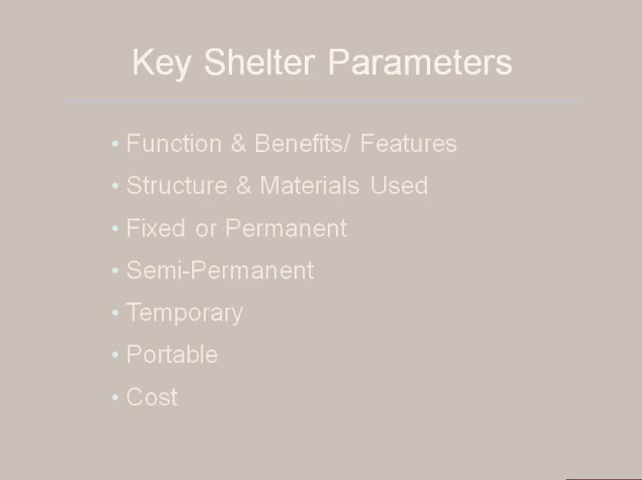 Key Shelter Parameters
• Function & Benefits/ Features
• Structure & Materials Used
• Fixed or Permanent
• Semi-Permanent
• Temporary
• Portable
• Cost